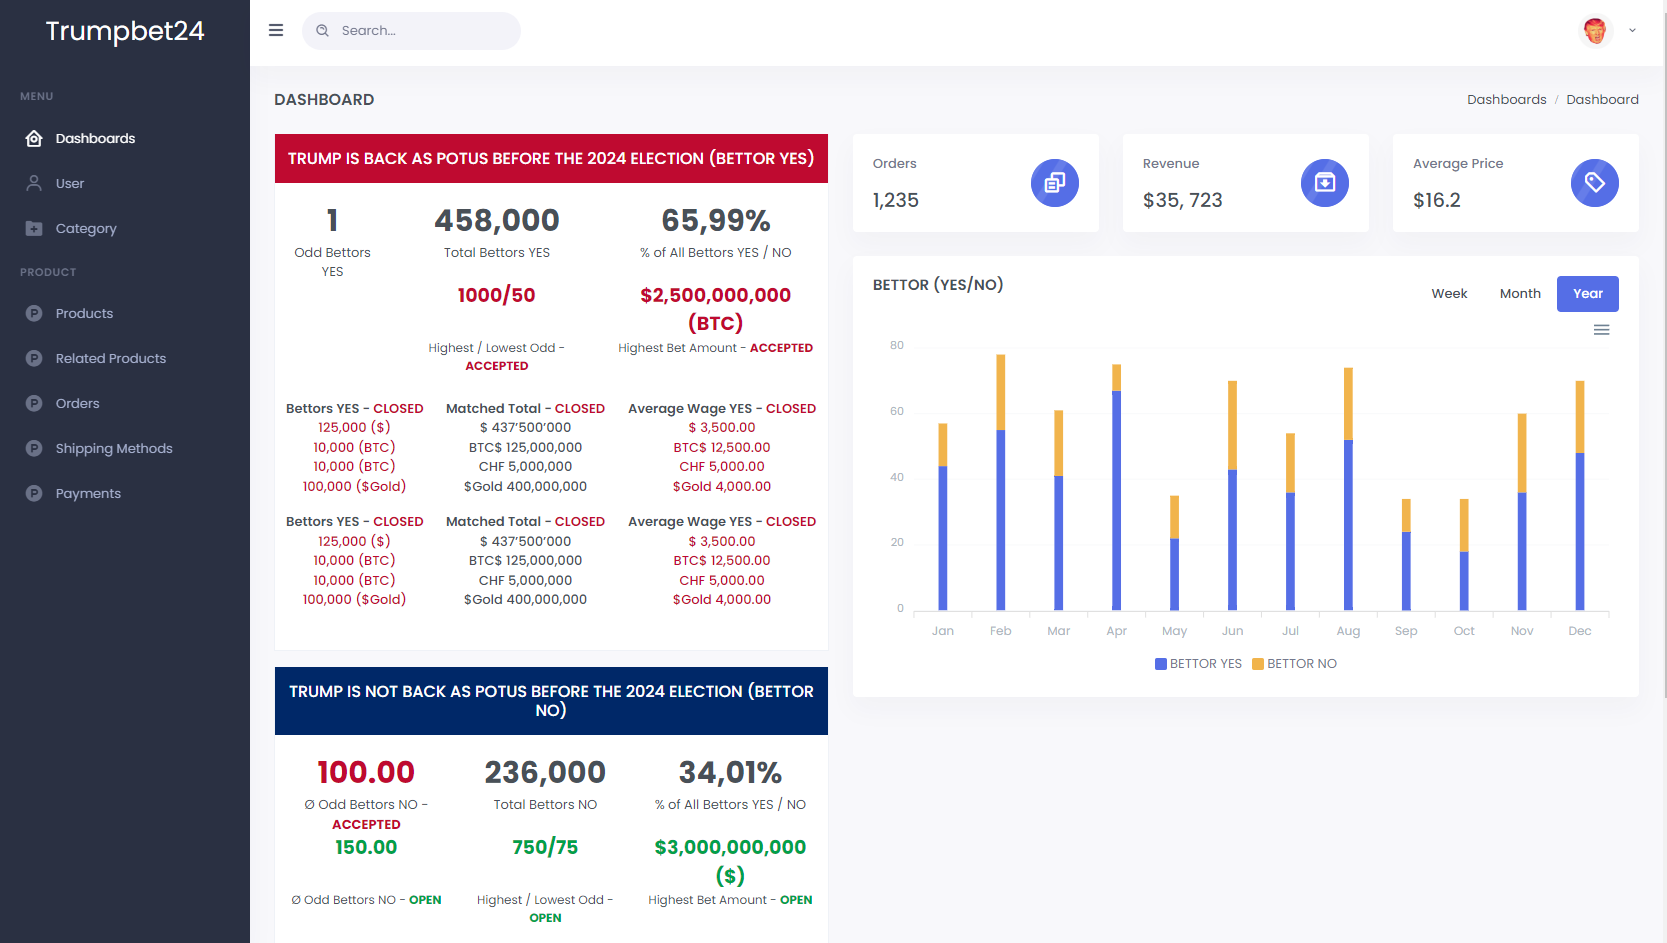 Trumpbet24
Search...
MENU
Dashboards
User
Category
PRODUCT
Products
Related Products
Orders
Shipping Methods
Payments
DASHBOARD
Dashboards / Dashboard
TRUMP IS BACK AS POTUS BEFORE THE 2024 ELECTION (BETTOR YES)
1
Odd Bettors
YES
458,000
Total Bettors YES
65,99%
% of All Bettors YES / NO
1000/50
Highest / Lowest Odd -
ACCEPTED
$2,500,000,000
(BTC)
Highest Bet Amount - ACCEPTED
Bettors YES - CLOSED
125,000 ($)
10,000 (BTC)
10,000 (BTC)
100,000 ($Gold)
Matched Total - CLOSED
$ 437'500'000
BTC$ 125,000,000
CHF 5,000,000
$Gold 400,000,000
Average Wage YES - CLOSED
$ 3,500.00
BTC$ 12,500.00
CHF 5,000.00
$Gold 4,000.00
Bettors YES - CLOSED
125,000 ($)
10,000 (BTC)
10,000 (BTC)
100,000 ($Gold)
Matched Total - CLOSED
$ 437'500'000
BTC$ 125,000,000
CHF 5,000,000
$Gold 400,000,000
Average Wage YES - CLOSED
$ 3,500.00
BTC$ 12,500.00
CHF 5,000.00
$Gold 4,000.00
TRUMP IS NOT BACK AS POTUS BEFORE THE 2024 ELECTION (BETTOR
NO)
100.00
Ø Odd Bettors NO -
ACCEPTED
150.00
Ø Odd Bettors NO - OPEN
236,000
Total Bettors NO
750/75
Highest / Lowest Odd -
OPEN
34,01%
% of All Bettors YES / NO
$3,000,000,000
($)
Highest Bet Amount - OPEN
Orders
1,235
Revenue
$35, 723
Average Price
$16.2
BETTOR (YES/NO)
Week Month Year
80
60
40
20
0
Jan Feb Mar Apr May Jun Jul Aug Sep Oct Nov Dec
BETTOR YES BETTOR NO